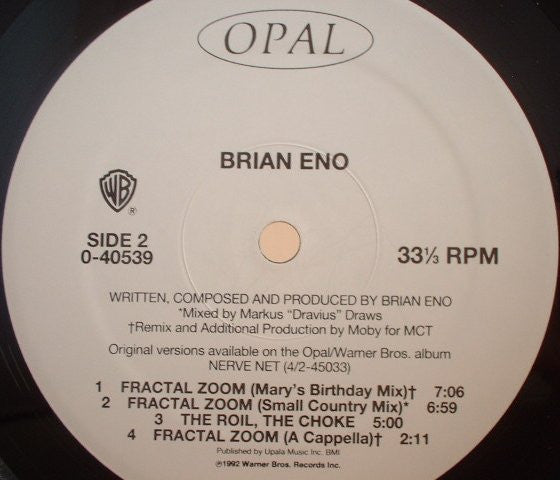 OPAL
BRIAN ENO
WB
®
SIDE 2
0-40539
33⅓ RPM
WRITTEN, COMPOSED AND PRODUCED BY BRIAN ENO
*Mixed by Markus “Dravius” Draws
†Remix and Additional Production by Moby for MCT
Original versions available on the Opal/Warner Bros. album
NERVE NET (4/2-45033)
1 FRACTAL ZOOM (Mary's Birthday Mix)† 7:06
2 FRACTAL ZOOM (Small Country Mix)* 6:59
3 THE ROIL, THE CHOKE 5:00
4 FRACTAL ZOOM (A Cappella)† 2:11
Published by Upala Music Inc. BMI
℗1992 Warner Bros. Records Inc.